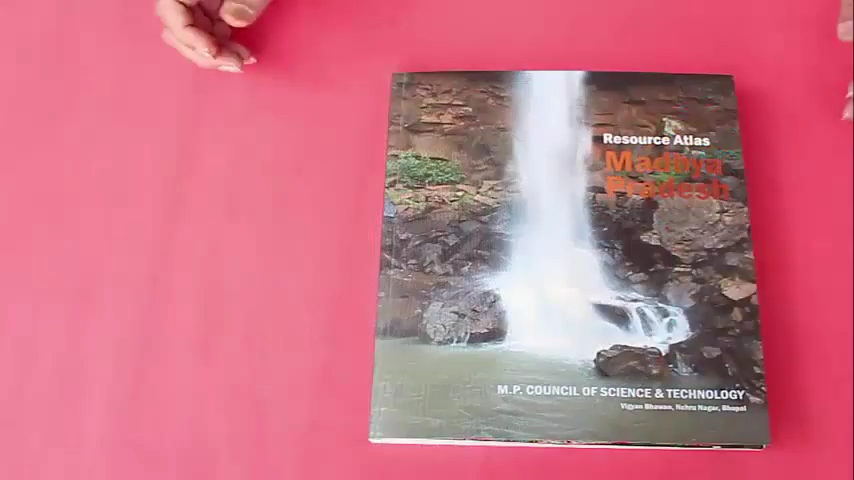 Resource Atlas
Madhya
Pradesh
M.P. COUNCIL OF SCIENCE & TECHNOLOGY
Vigyan Bhawan, Nehru Nagar, Bhopal